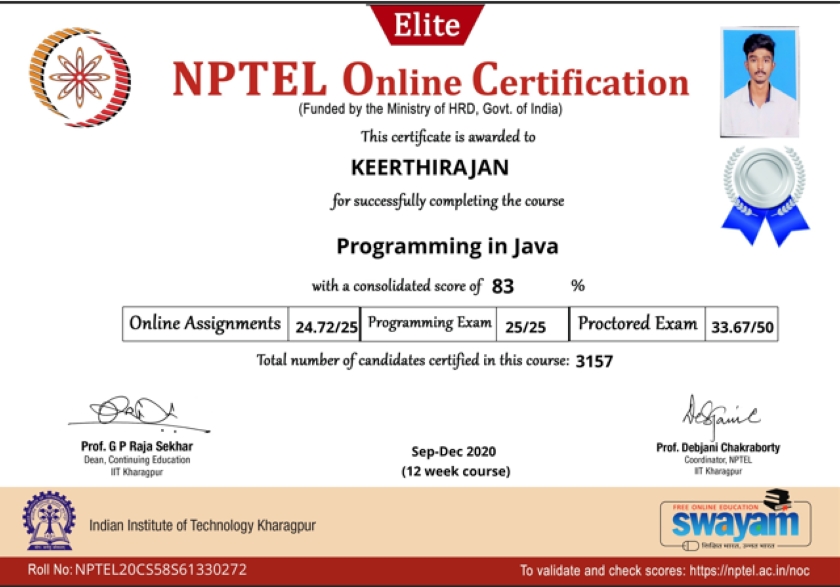 Elite
NPTEL Online Certification
(Funded by the Ministry of HRD, Govt. of India)
This certificate is awarded to
KEERTHIRAJAN
for successfully completing the course
Programming in Java
with a consolidated score of 83 %
Online Assignments 24.72/25 Programming Exam 25/25 Proctored Exam 33.67/50
Total number of candidates certified in this course: 3157
Prof. G P Raja Sekhar
Dean, Continuing Education
IIT Kharagpur
Sep-Dec 2020
(12 week course)
Prof. Debjani Chakraborty
Coordinator, NPTEL
IIT Kharagpur
Indian Institute of Technology Kharagpur
FREE ONLINE EDUCATION
swayam
शिक्षित भारत, उन्नत भारत
Roll No: NPTEL20CS58S61330272
To validate and check scores: https://nptel.ac.in/noc